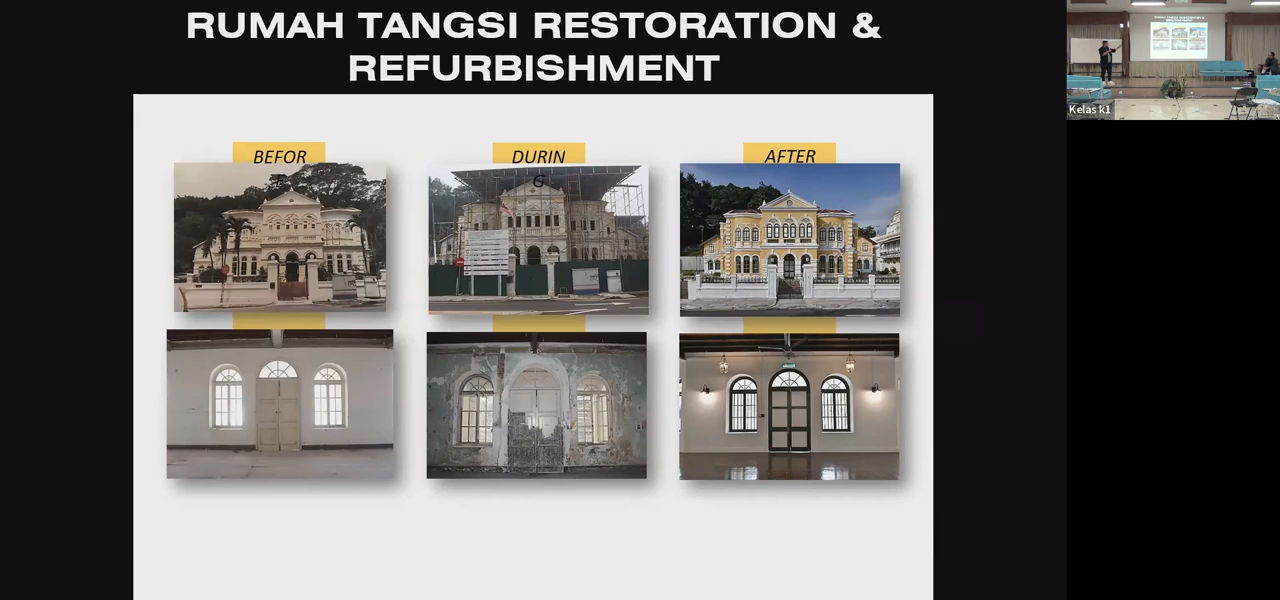 RUMAH TANGSI RESTORATION &
REFURBISHMENT
BEFOR
E
DURIN
G
AFTER
Kelas k1